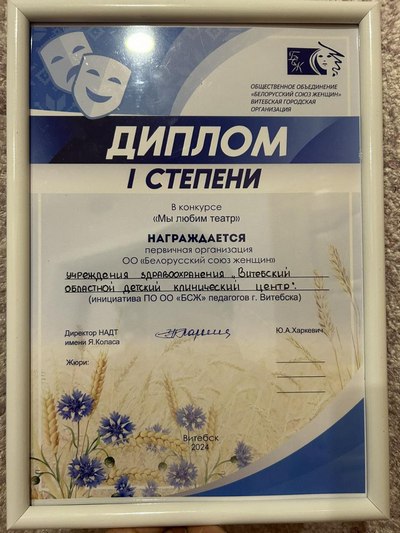 БСЖ
ОБЩЕСТВЕННОЕ ОБЪЕДИНЕНИЕ
«БЕЛОРУССКИЙ СОЮЗ ЖЕНЩИН»
ВИТЕБСКАЯ ГОРОДСКАЯ
ОРГАНИЗАЦИЯ
ДИПЛОМ
I СТЕПЕНИ
В конкурсе
«Мы любим театр»
НАГРАЖДАЕТСЯ
первичная организация
ОО «Белорусский союз женщин»
учреждения здравоохранения „Витебский
областной детский клинический центр".
(инициатива ПО ОО «БСЖ» педагогов г. Витебска)
Директор НАДТ Ю.А.Харкевич
имени Я.Коласа
Жюри:
Витебск
2024